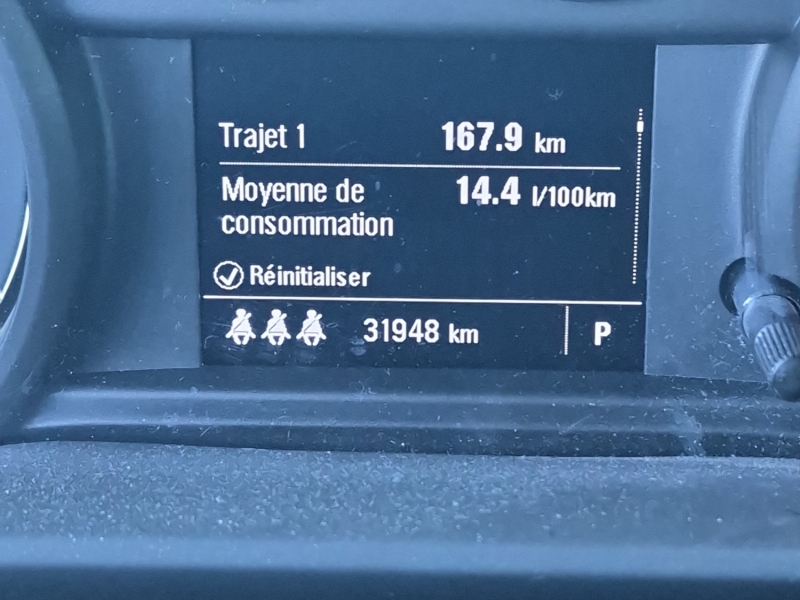 Trajet 1 167.9 km
Moyenne de 14.4 l/100km
consommation
Réinitialiser
31948 km P